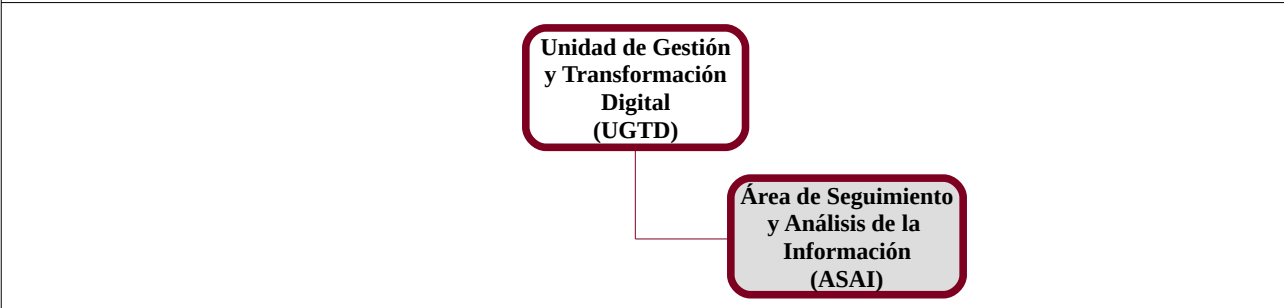 Unidad de Gestión
y Transformación
Digital
(UGTD)
Área de Seguimiento
y Análisis de la
Información
(ASAI)